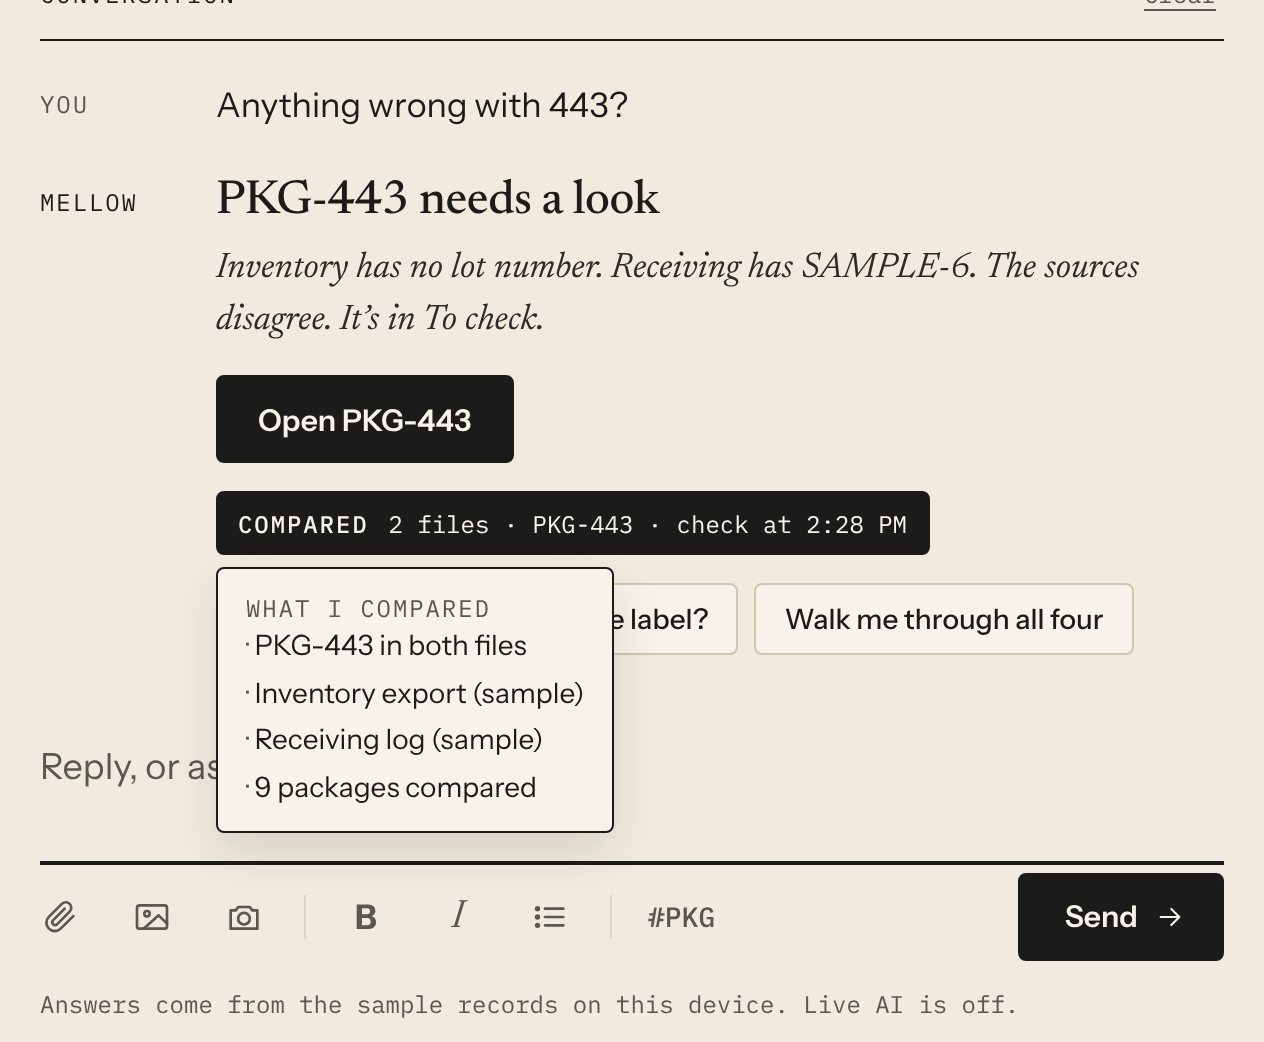 CONVERSATION
Clear
YOU
Anything wrong with 443?
MELLOW
PKG-443 needs a look
Inventory has no lot number. Receiving has SAMPLE-6. The sources
disagree. It’s in To check.
Open PKG-443
COMPARED 2 files · PKG-443 · check at 2:28 PM
WHAT I COMPARED
· PKG-443 in both files
· Inventory export (sample)
· Receiving log (sample)
· 9 packages compared
label?
Walk me through all four
Reply, or
B
I
#PKG
Send →
Answers come from the sample records on this device. Live AI is off.